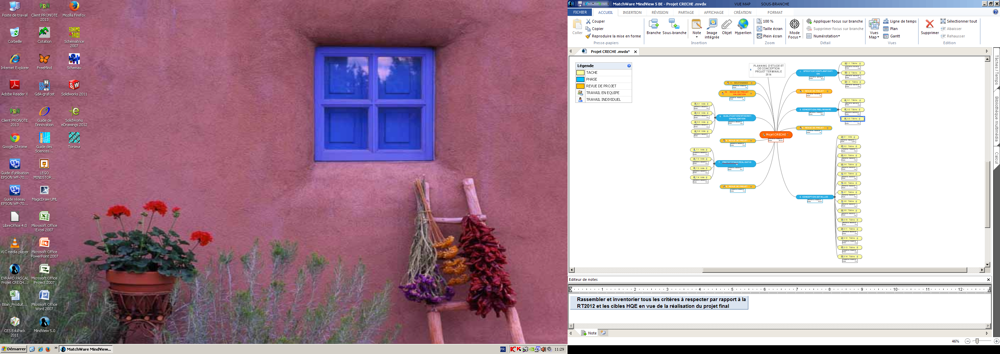 Poste de travail
Client PRONOTE
2013
Mozilla Firefox
Corbeille
Cotation
Schématrice
2007
Internet Explorer
FreeMind
Schemax
Adobe Reader X
GdA-grafcet
Solidworks 2011
Client PRONOTE
2013
Guide de
l'innovation
SolidWorks
eDrawings 2012
Google Chrome
Guide des
Sciences...
Torseur
Guide d'utilisation
EPSON WF-70...
LEGO
MINDSTOR...
Guide réseau
EPSON WF-70...
MagicDraw UML
LibreOffice 4.0
Microsoft Office
Excel 2007
VLC media player
Microsoft Office
PowerPoint 2007
EVRARD PASCAL
Projet CRECH...
Microsoft Office
Project 2007
Bilan_Produit...
Microsoft Office
Word 2007
CES EduPack
2011
MindView 5.0
Démarrer
MatchWare MindView...
FR
11:29
MatchWare MindView 5 BE - Projet CRECHE .mvdx
VUE MAP
SOUS-BRANCHE
FICHIER
ACCUEIL
INSERTION
RÉVISION
PARTAGE
AFFICHAGE
CRÉATION
FORMAT
Coller
Couper
Copier
Reproduire la mise en forme
Presse-papiers
Branche
Sous-branche
Note
Image
intégrée
Objet
Hyperlien
Insertion
100 %
Taille écran
Plein écran
Zoom
Mode
Focus
Appliquer focus sur branche
Supprimer focus sur branche
Numérotation
Détail
Vues
Map
Ligne de temps
Plan
Gantt
Vues
Supprimer
Sélectionner tout
Abaisser
Rehausser
Edition
Projet CRECHE .mvdx*
Légende
TACHE
PHASE
REVUE DE PROJET
TRAVAIL EN EQUIPE
TRAVAIL INDIVIDUEL
PLANNING D'ETUDE ET
DE CONCEPTION
PROJET TERMINALE
2014
Projet CRECHE
1. SPECIFICATION/PLANIFICATI
ON
1.1 Tâche
1.2 Tâche
1.3 Tâche
REVUE DE PROJET
3. CONCEPTION PRELIMINAIRE
3.1 Tâche
3.2 Tâche
3.3 Tâche
REVUE DE PROJET
5. CONCEPTION DETAILLEE
5.1 Idée
5.2 Tâche
5.3 Tâche
5.4 Tâche
5.5 Tâche
5.6 Tâche
5.7 Tâche
5.8 Tâche
5.9 Tâche
5.10 Tâche
5.11 Tâche
5.12 Tâche
5.13 Tâche
5.14 Tâche
11. SOUTENANCE
10. REVUE DE PROJET
VALIDATION
9. QUALIFICATION/INTEGRATI
ON/VALIDATION
9.1 Idée
9.2 Idée
9.3 Idée
9.4 Idée
REVUE DE PROJET
7. PROTOTYPAGE/REALISATIO
N
7.1 Idée
7.2 Idée
7.3 Idée
7.4 Idée
REVUE DE PROJET
Tâches / Temps
Bibliothèque multimédia
Calcul
Editeur de notes
1 2 3 4 5 6 7 8 9 10 11 12
Rassembler et inventorier tous les critères à respecter par rapport à la
RT2012 et les cibles HQE en vue de la réalisation du projet final
Note
46%